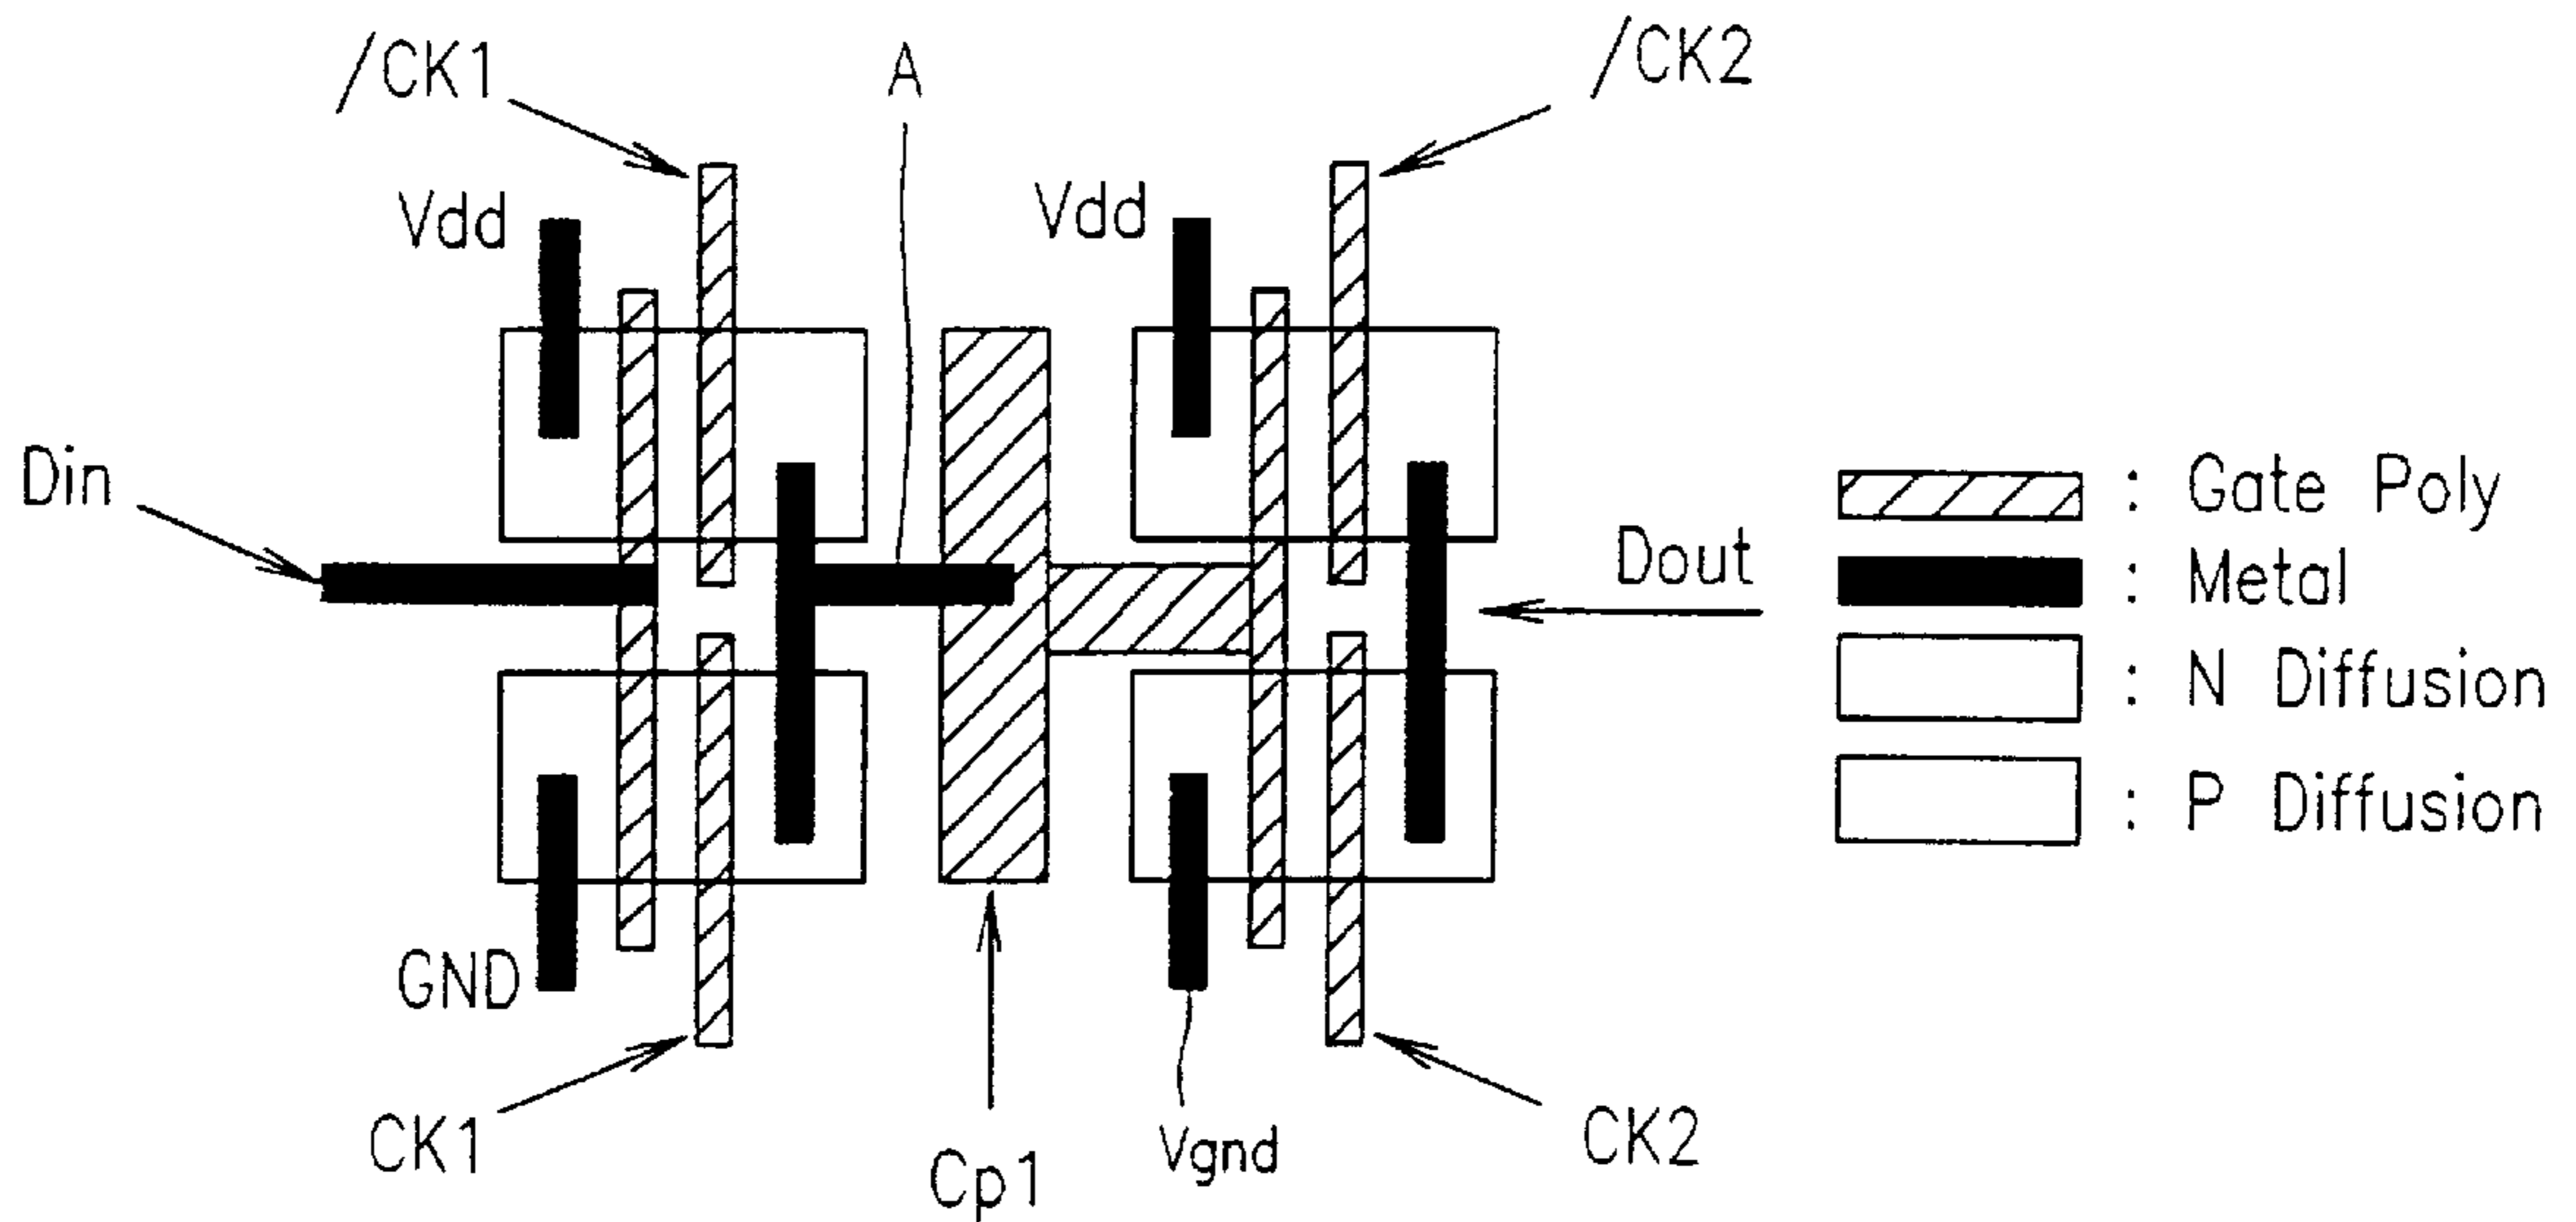 /CK1
A
/CK2
Vdd
Vdd
Din
Dout
: Gate Poly
: Metal
: N Diffusion
: P Diffusion
GND
CK1
Cp1
Vgnd
CK2